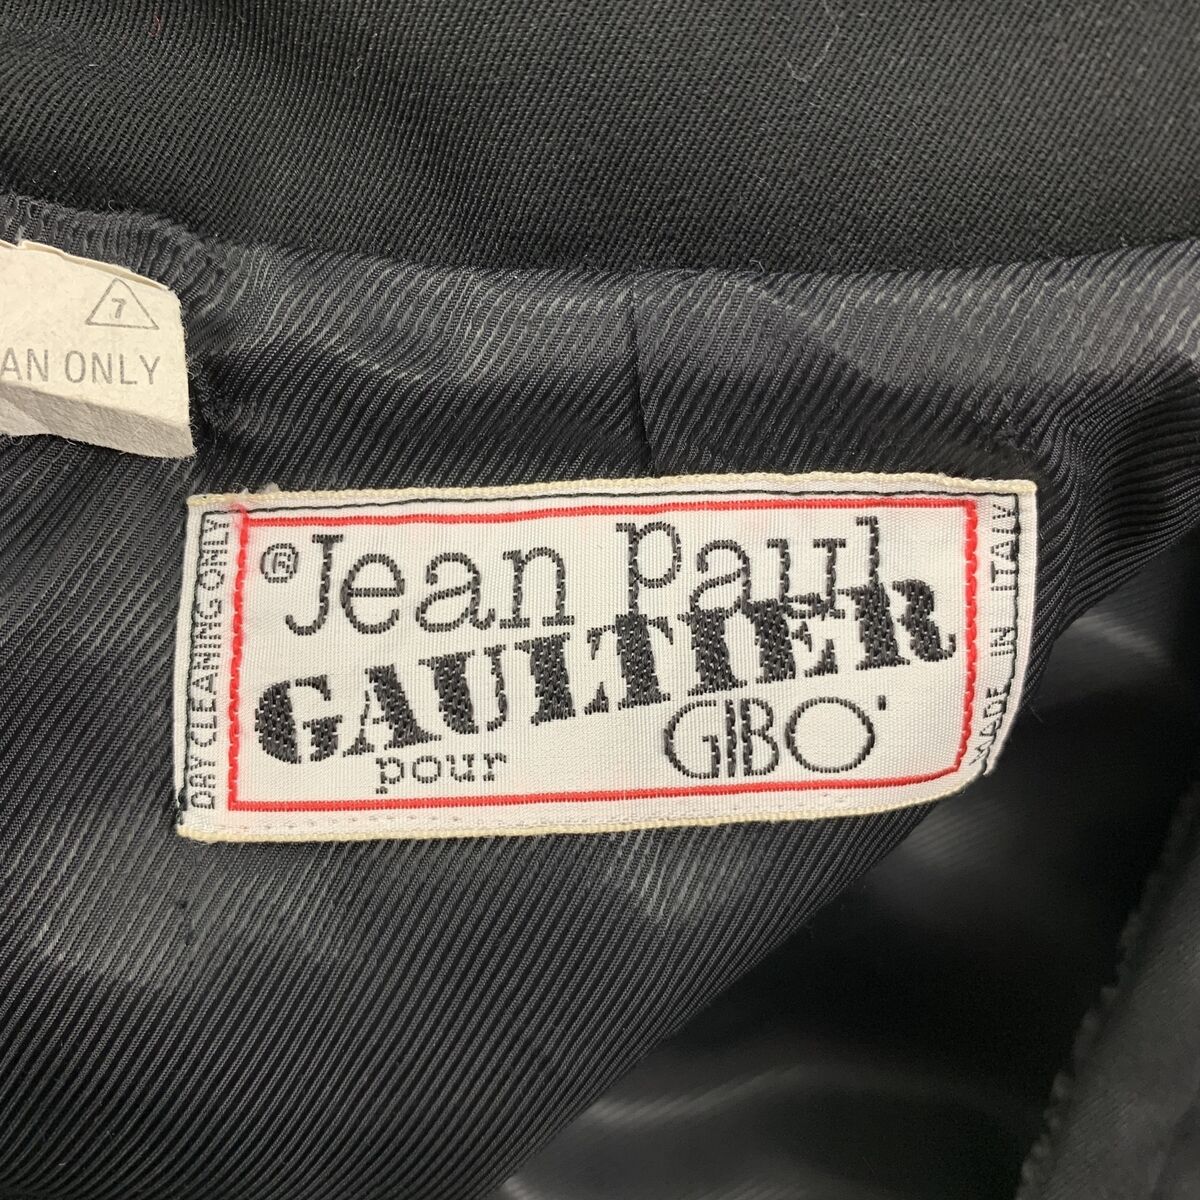 7
AN ONLY
DRY CLEANING ONLY
® Jean Paul
GAULTIER
pour GIBO'
MADE IN ITALY